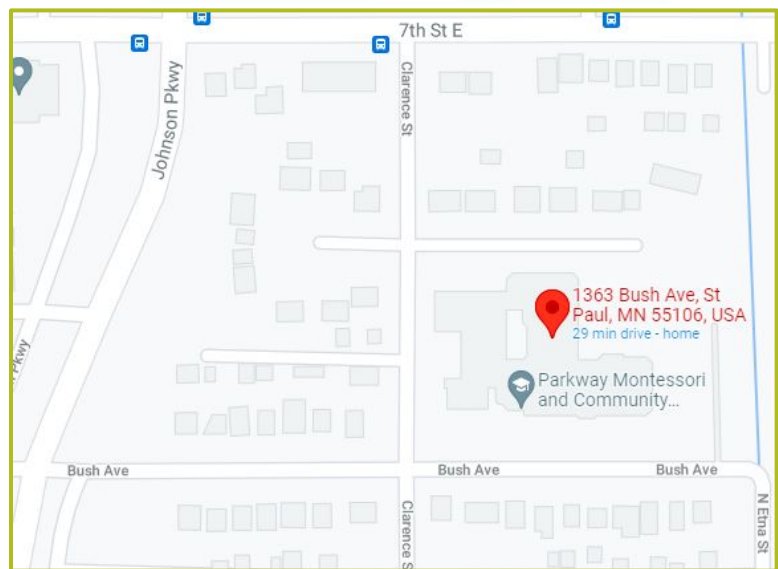 7th St E
Johnson Pkwy
Clarence St
1363 Bush Ave, St
Paul, MN 55106, USA
29 min drive - home
Parkway Montessori
and Community...
Pkwy
Bush Ave
Bush Ave
Bush Ave
Clarence S
N Etna St